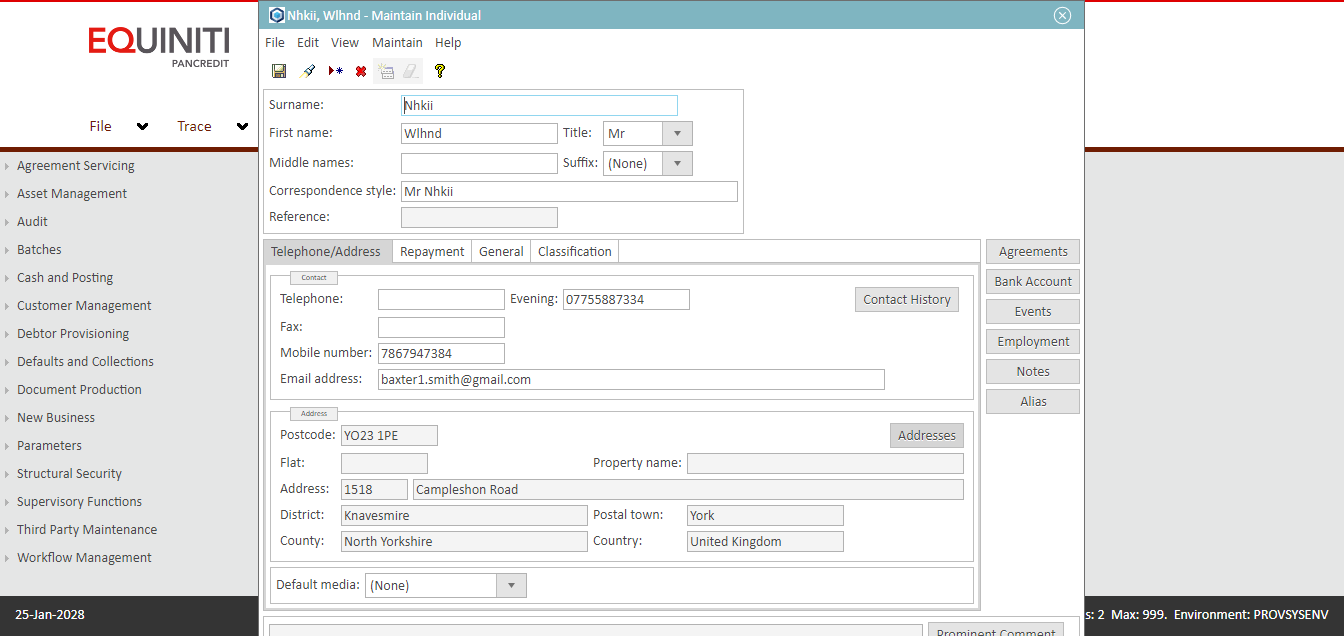 Nhkii, Wlhnd - Maintain Individual
EQUINITI
PANCREDIT
File Edit View Maintain Help
File Trace
Surname: Nhkii
First name: Wlhnd Title: Mr
Middle names: Suffix: (None)
Correspondence style: Mr Nhkii
Reference:
Agreement Servicing
Asset Management
Audit
Batches
Cash and Posting
Customer Management
Debtor Provisioning
Defaults and Collections
Document Production
New Business
Parameters
Structural Security
Supervisory Functions
Third Party Maintenance
Workflow Management
Telephone/Address Repayment General Classification
Contact
Telephone: Evening: 07755887334 Contact History
Fax:
Mobile number: 7867947384
Email address: baxter1.smith@gmail.com
Address
Postcode: YO23 1PE Addresses
Flat: Property name:
Address: 1518 Campleshon Road
District: Knavesmire Postal town: York
County: North Yorkshire Country: United Kingdom
Default media: (None)
Agreements
Bank Account
Events
Employment
Notes
Alias
Prominent Comment
25-Jan-2028 s: 2 Max: 999. Environment: PROVSYSENV